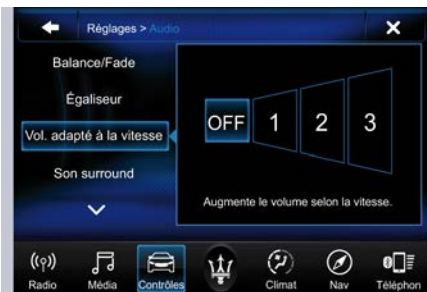 Réglages > Audio
Balance/Fade
Égaliseur
Vol. adapté à la vitesse
Son surround
OFF 1 2 3
Augmente le volume selon la vitesse.
Radio Média Contrôles Climat Nav Téléphon